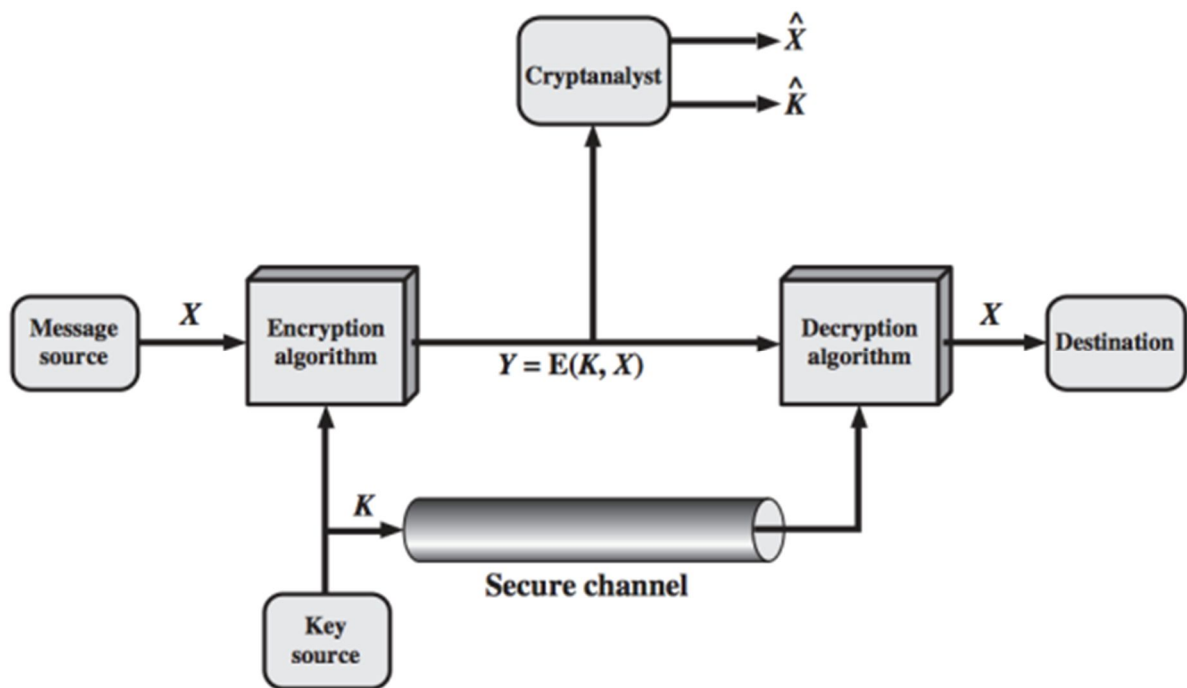 X̂
Cryptanalyst
K̂
Message
source
X
Encryption
algorithm
Y = E(K, X)
Decryption
algorithm
X
Destination
K
Secure channel
Key
source